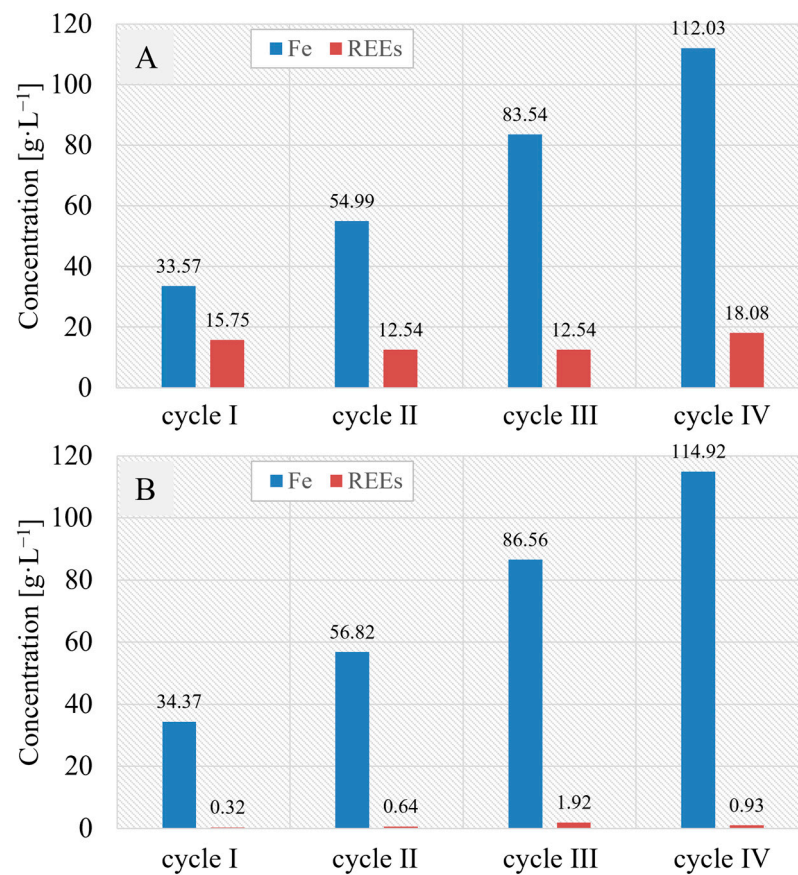 A
Fe
REEs
Concentration [g·L⁻¹]
120
100
80
60
40
20
0
33.57
15.75
54.99
12.54
83.54
12.54
112.03
18.08
cycle I
cycle II
cycle III
cycle IV
B
Fe
REEs
Concentration [g·L⁻¹]
120
100
80
60
40
20
0
34.37
0.32
56.82
0.64
86.56
1.92
114.92
0.93
cycle I
cycle II
cycle III
cycle IV